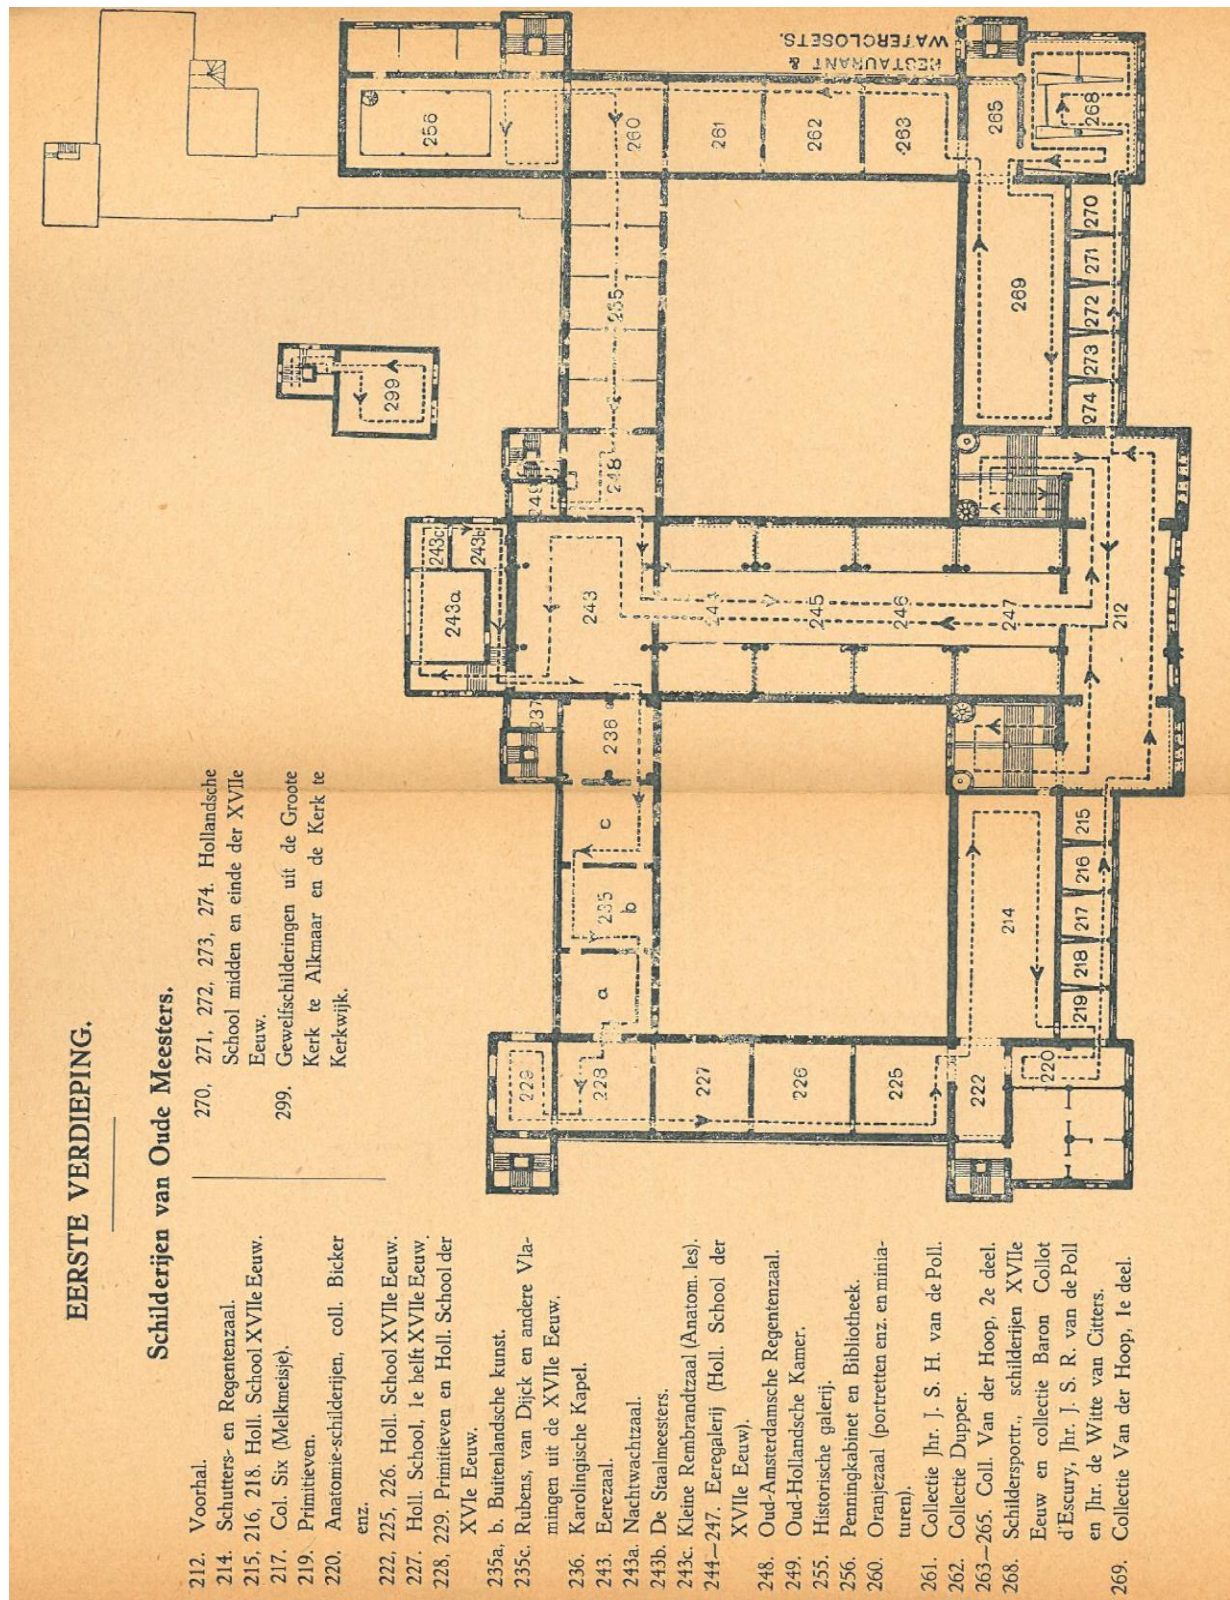 EERSTE VERDIEPING.
Schilderijen van Oude Meesters.
212. Voorhal.
214. Schutters- en Regentenzaal.
215, 216, 218. Holl. School XVIIe Eeuw.
217. Col. Six (Melkmeisje).
219. Primitieven.
220. Anatomie-schilderijen, coll. Bicker
enz.
222, 225, 226. Holl. School XVIIe Eeuw.
227. Holl. School, 1e helft XVIIe Eeuw.
228, 229. Primitieven en Holl. School der
XVIe Eeuw.
235a, b. Buitenlandsche kunst.
235c. Rubens, van Dijck en andere Vla-
mingen uit de XVIIe Eeuw.
236. Karolingische Kapel.
243. Eerezaal.
243a. Nachtwachtzaal.
243b. De Staalmeesters.
243c. Kleine Rembrandtzaal (Anatom. les).
244—247. Eeregalerij (Holl. School der
XVIIe Eeuw).
248. Oud-Amsterdamsche Regentenzaal.
249. Oud-Hollandsche Kamer.
255. Historische galerij.
256. Penningkabinet en Bibliotheek.
260. Oranjezaal (portretten enz. en minia-
turen).
261. Collectie Jhr. J. S. H. van de Poll.
262. Collectie Dupper.
263—265. Coll. Van der Hoop, 2e deel.
268. Schildersportr., schilderijen XVIIe
Eeuw en collectie Baron Collot
d'Escury, Jhr. J. S. R. van de Poll
en Jhr. de Witte van Citters.
269. Collectie Van der Hoop, 1e deel.
270, 271, 272, 273, 274. Hollandsche
School midden en einde der XVIIe
Eeuw.
299. Gewelfschilderingen uit de Groote
Kerk te Alkmaar en de Kerk te
Kerkwijk.
229
228
227
226
225
222
220
219
218
217
216
215
214
a
235
b
c
236
237
243
243a
243b
243c
244
245
246
247
212
249
248
299
255
256
260
261
262
263
265
268
269
270
271
272
273
274
RESTAURANT &
WATERCLOSETS.